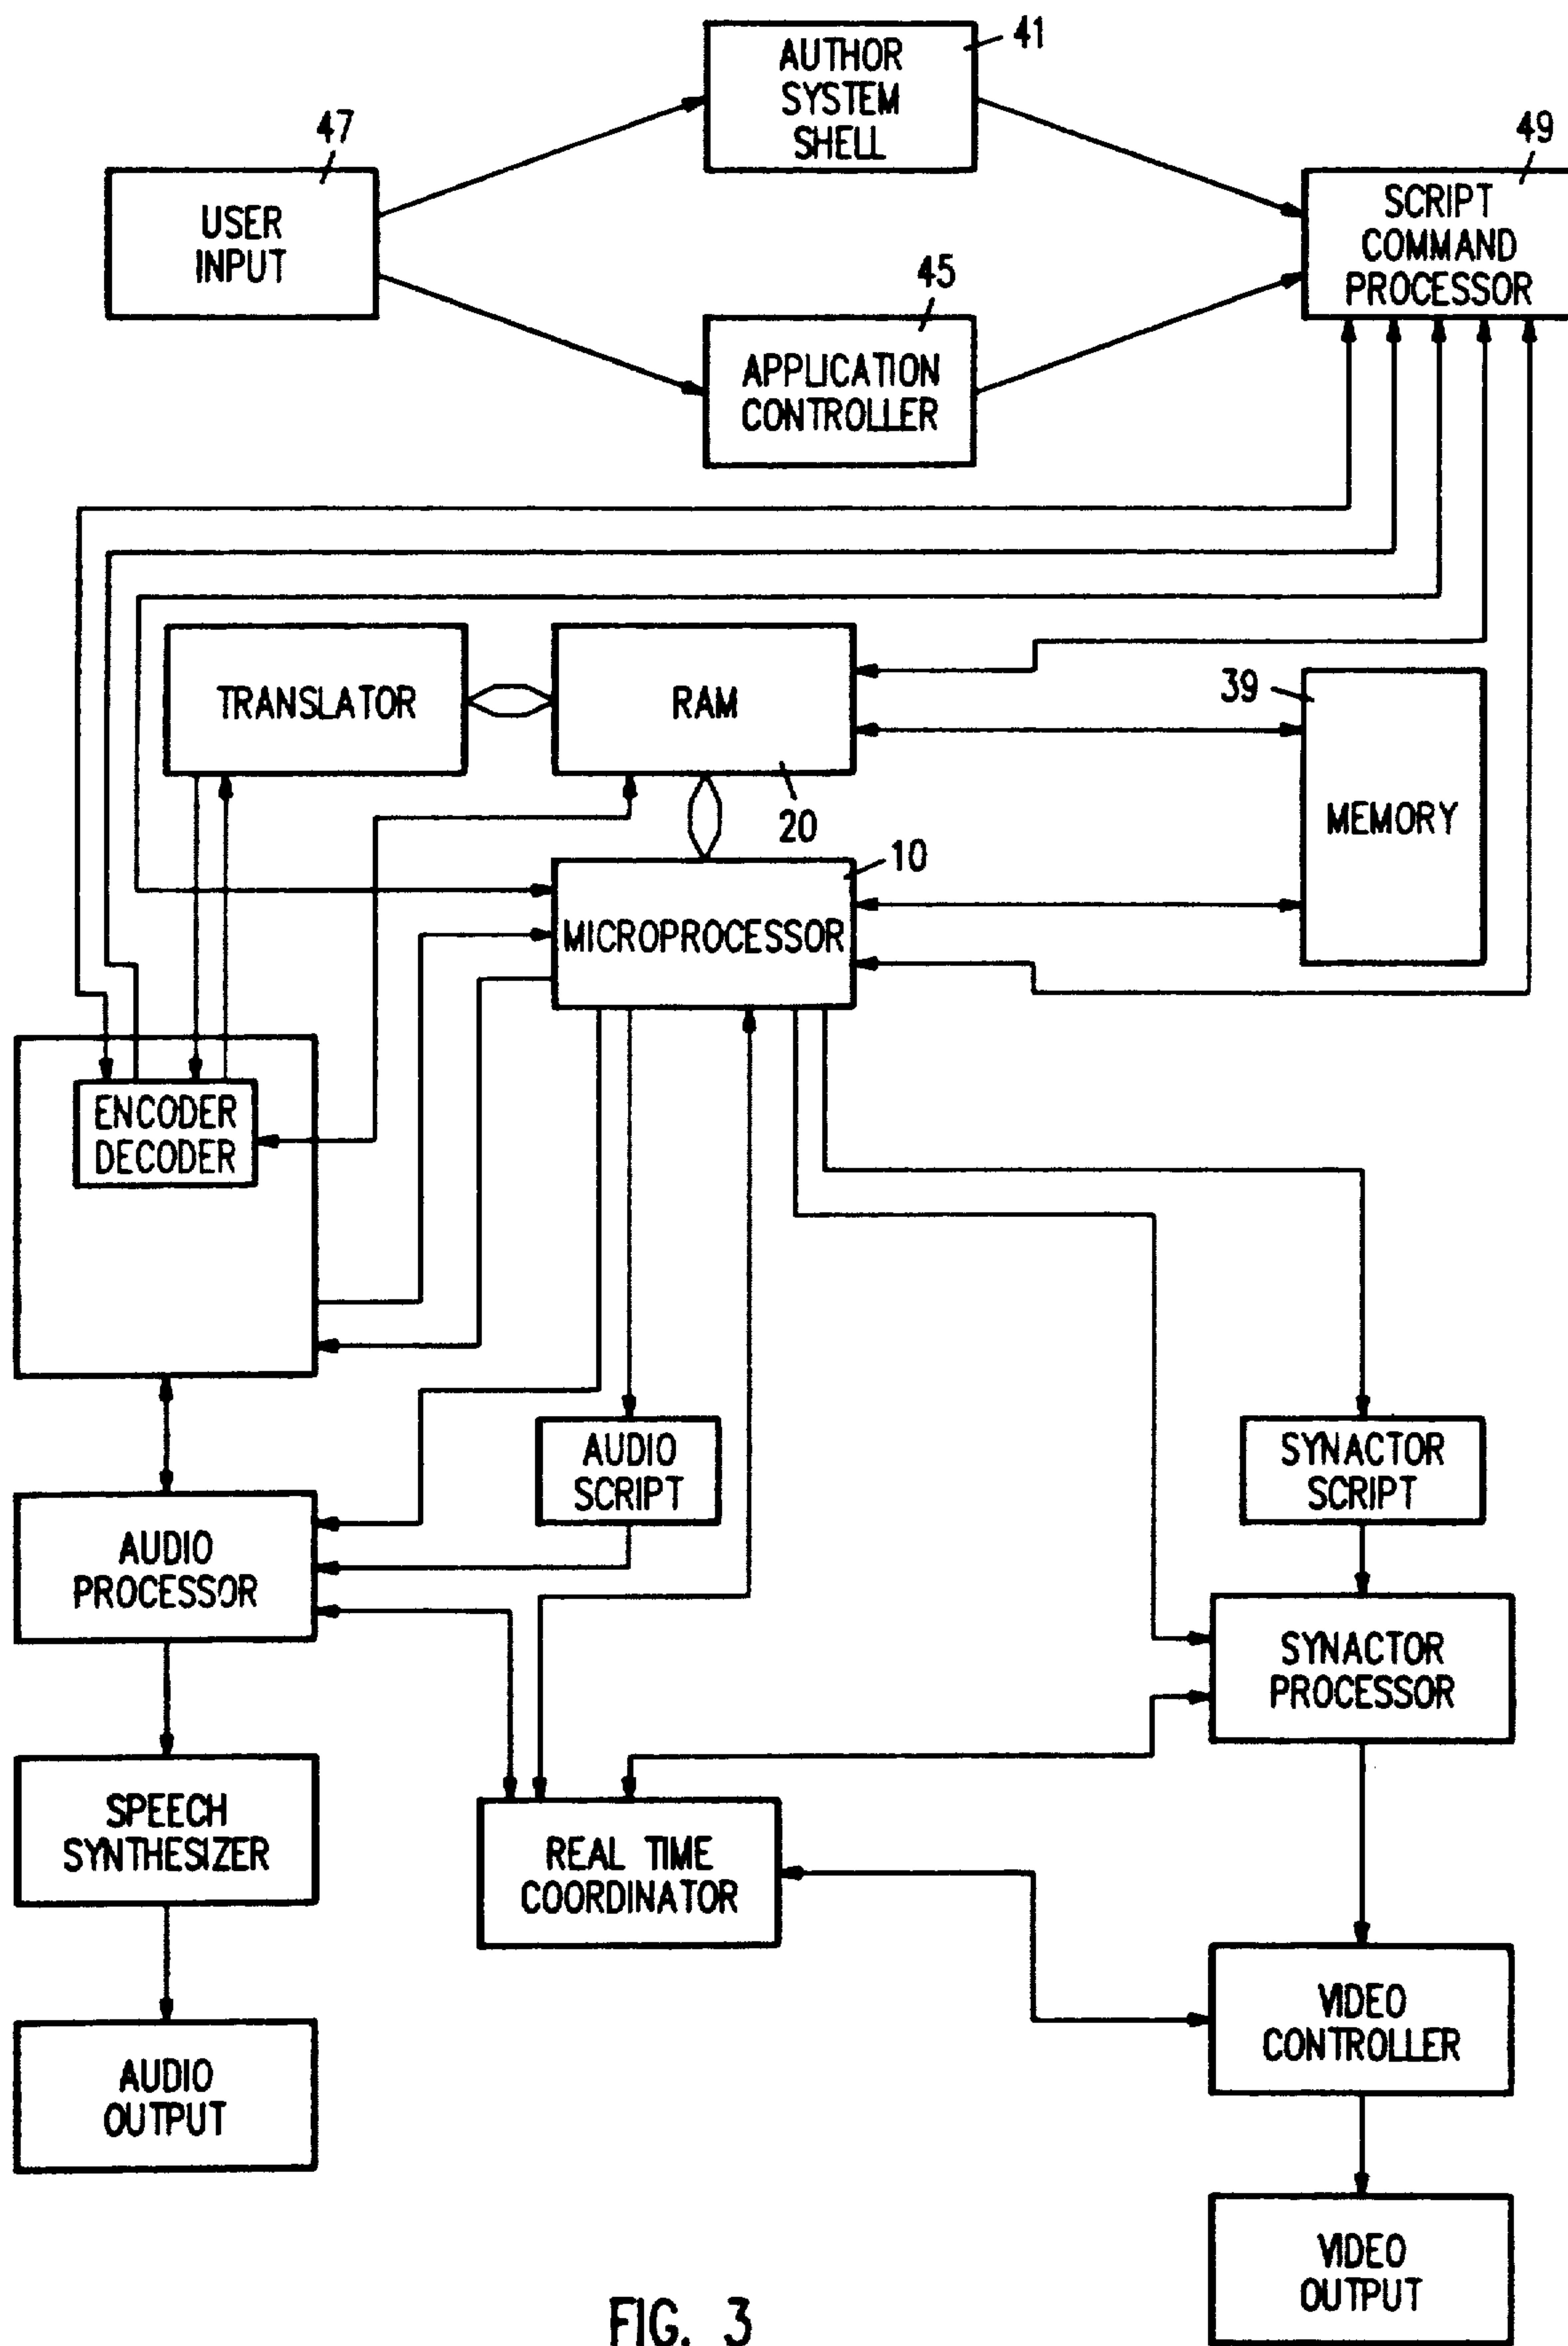 41
AUTHOR
SYSTEM
SHELL
47
USER
INPUT
49
SCRIPT
COMMAND
PROCESSOR
45
APPLICATION
CONTROLLER
TRANSLATOR
RAM
20
39
MEMORY
10
MICROPROCESSOR
ENCODER
DECODER
AUDIO
SCRIPT
SYNACTOR
SCRIPT
AUDIO
PROCESSOR
SYNACTOR
PROCESSOR
SPEECH
SYNTHESIZER
REAL TIME
COORDINATOR
VIDEO
CONTROLLER
AUDIO
OUTPUT
VIDEO
OUTPUT
FIG. 3